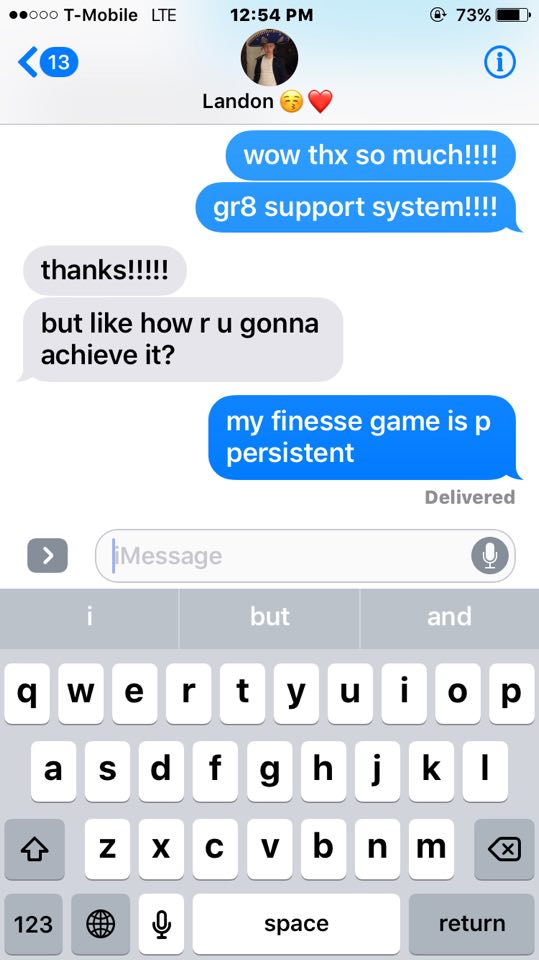 T-Mobile LTE 12:54 PM 73%
13
Landon 😚❤️
wow thx so much!!!!
gr8 support system!!!!
thanks!!!!!
but like how r u gonna
achieve it?
my finesse game is p
persistent
Delivered
iMessage
i but and
q w e r t y u i o p
a s d f g h j k l
z x c v b n m
123 space return